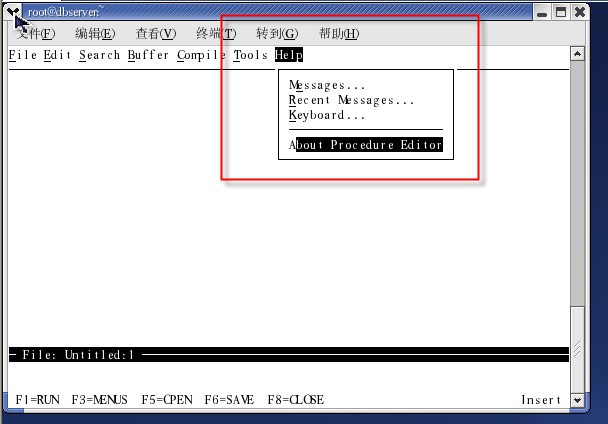 root@dbserver:~
文件(F) 编辑(E) 查看(V) 终端(T) 转到(G) 帮助(H)
File Edit Search Buffer Compile Tools Help
Messages...
Recent Messages...
Keyboard...
About Procedure Editor
File: Untitled:1
F1=RUN F3=MENUS F5=OPEN F6=SAVE F8=CLOSE Insert